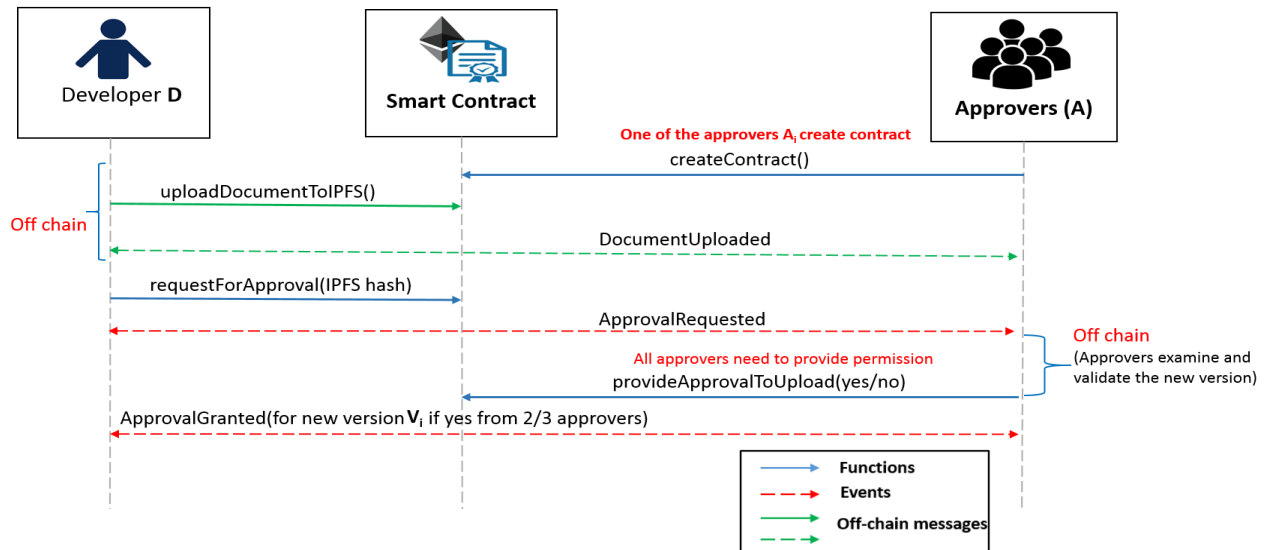 Developer D
Smart Contract
Approvers (A)
One of the approvers Ai create contract
createContract()
uploadDocumentToIPFS()
Off chain
DocumentUploaded
requestForApproval(IPFS hash)
ApprovalRequested
Off chain
(Approvers examine and
validate the new version)
All approvers need to provide permission
provideApprovalToUpload(yes/no)
ApprovalGranted(for new version Vi if yes from 2/3 approvers)
Functions
Events
Off-chain messages